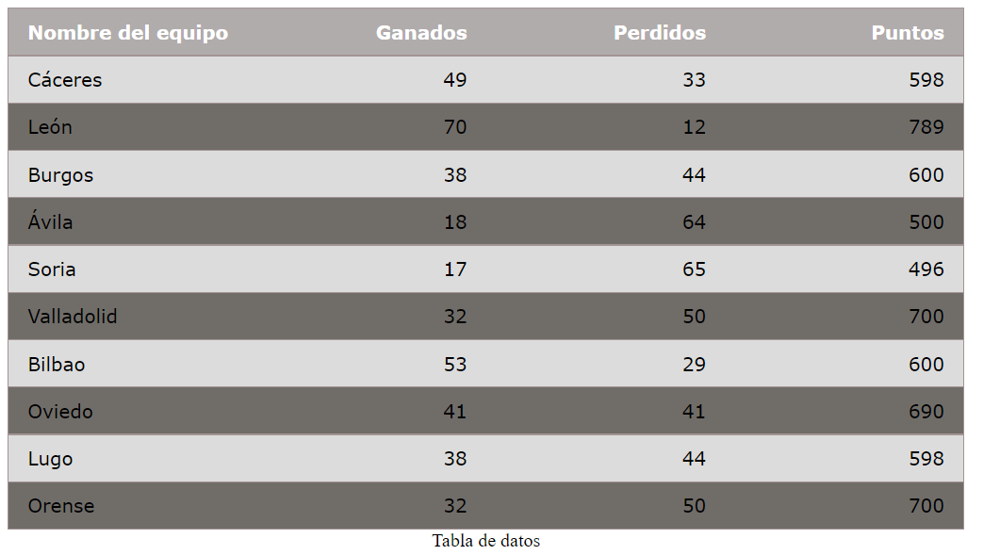 Nombre del equipo Ganados Perdidos Puntos
Cáceres 49 33 598
León 70 12 789
Burgos 38 44 600
Ávila 18 64 500
Soria 17 65 496
Valladolid 32 50 700
Bilbao 53 29 600
Oviedo 41 41 690
Lugo 38 44 598
Orense 32 50 700
Tabla de datos